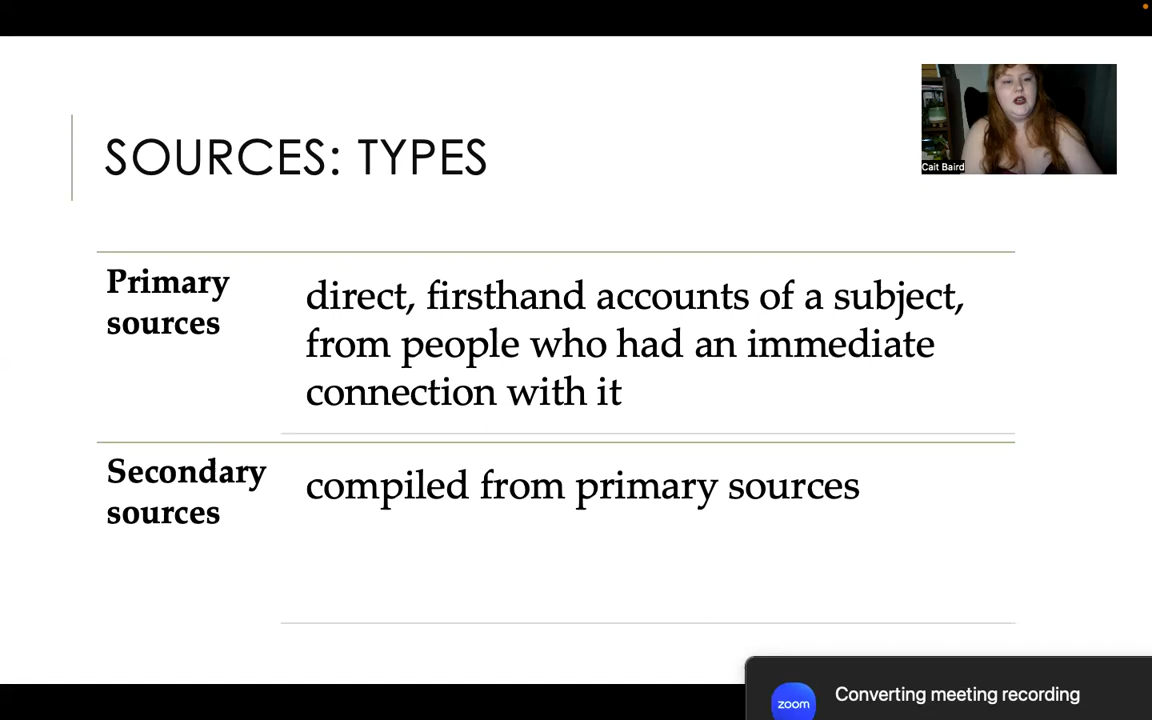 SOURCES: TYPES
Cait Baird
Primary
sources
direct, firsthand accounts of a subject,
from people who had an immediate
connection with it
Secondary
sources
compiled from primary sources
zoom
Converting meeting recording